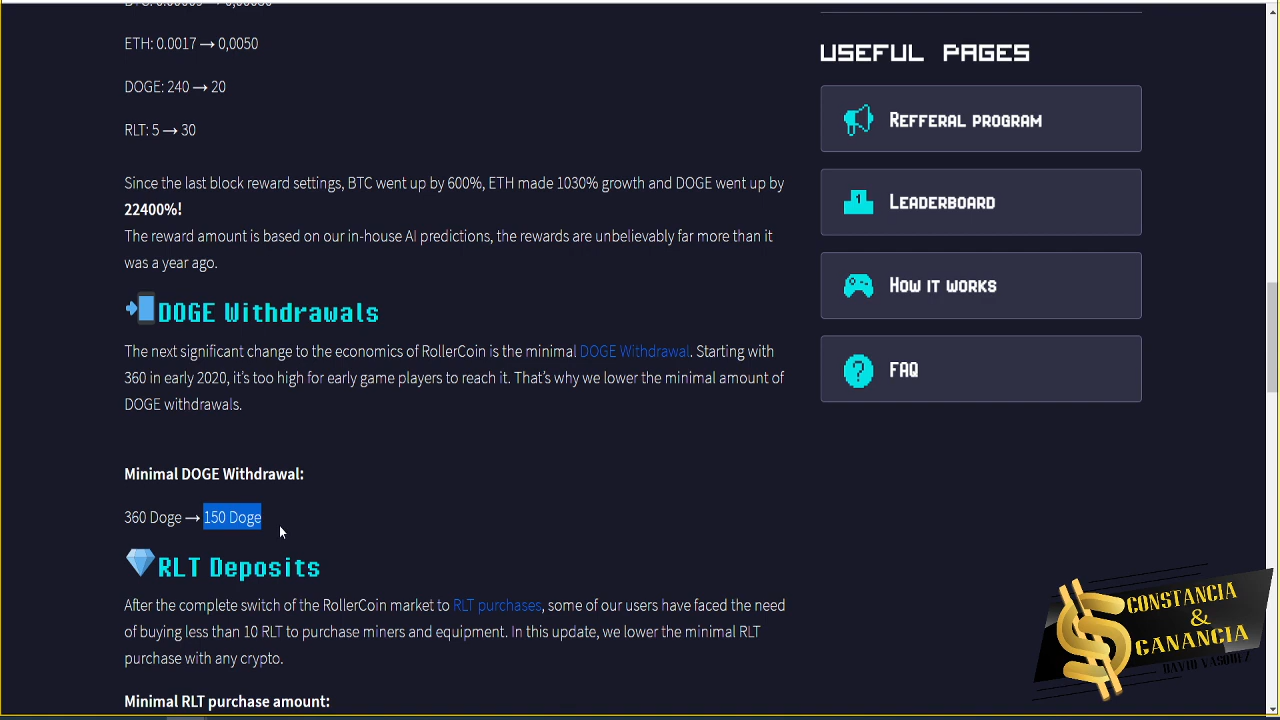 ETH: 0.0017 → 0,0050
DOGE: 240 → 20
RLT: 5 → 30
Since the last block reward settings, BTC went up by 600%, ETH made 1030% growth and DOGE went up by
22400%!
The reward amount is based on our in-house AI predictions, the rewards are unbelievably far more than it
was a year ago.
DOGE Withdrawals
The next significant change to the economics of RollerCoin is the minimal DOGE Withdrawal. Starting with
360 in early 2020, it's too high for early game players to reach it. That's why we lower the minimal amount of
DOGE withdrawals.
Minimal DOGE Withdrawal:
360 Doge → 150 Doge
RLT Deposits
After the complete switch of the RollerCoin market to RLT purchases, some of our users have faced the need
of buying less than 10 RLT to purchase miners and equipment. In this update, we lower the minimal RLT
purchase with any crypto.
Minimal RLT purchase amount:
USEFUL PAGES
REFFERAL PROGRAM
1
LEADERBOARD
HOW IT WORKS
?
FAQ
$ CONSTANCIA
&
GANANCIA
DAVID VASQUEZ